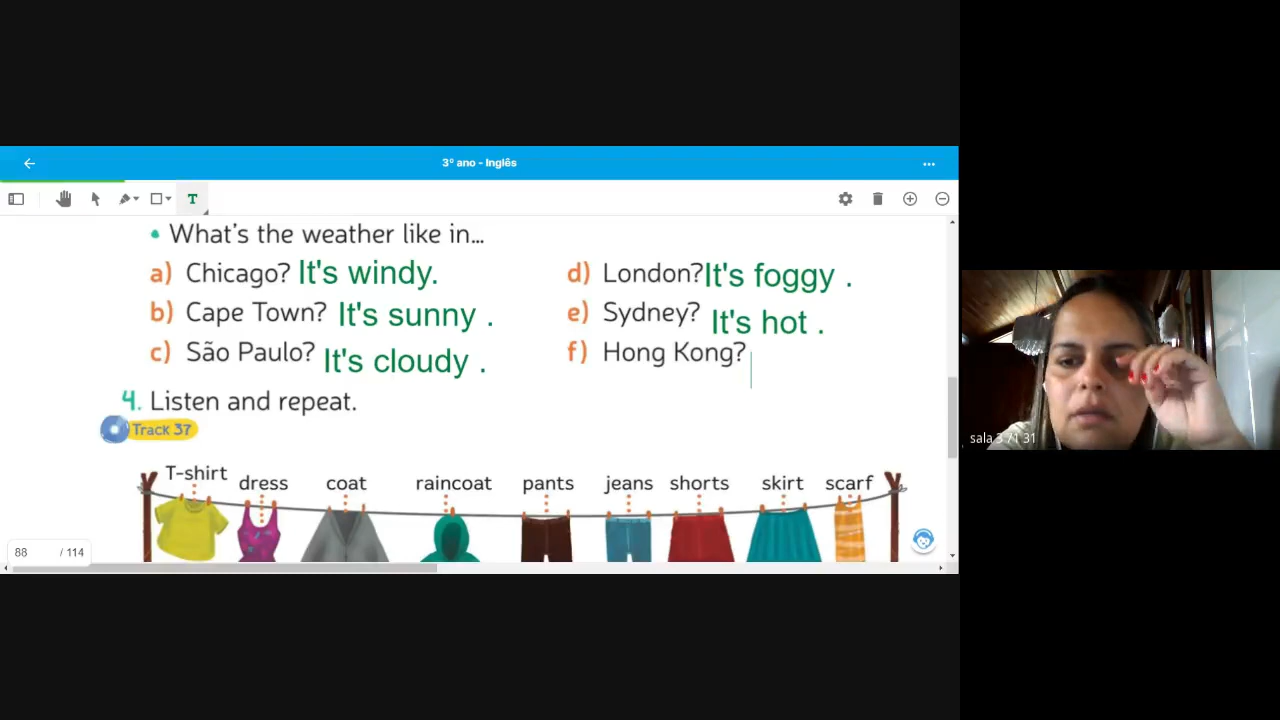 3º ano - Inglês
What's the weather like in...
a) Chicago? It's windy.
d) London? It's foggy .
b) Cape Town? It's sunny .
e) Sydney? It's hot .
c) São Paulo? It's cloudy .
f) Hong Kong?
4. Listen and repeat.
Track 37
T-shirt dress coat raincoat pants jeans shorts skirt scarf
88 / 114
sala 3 /1 31